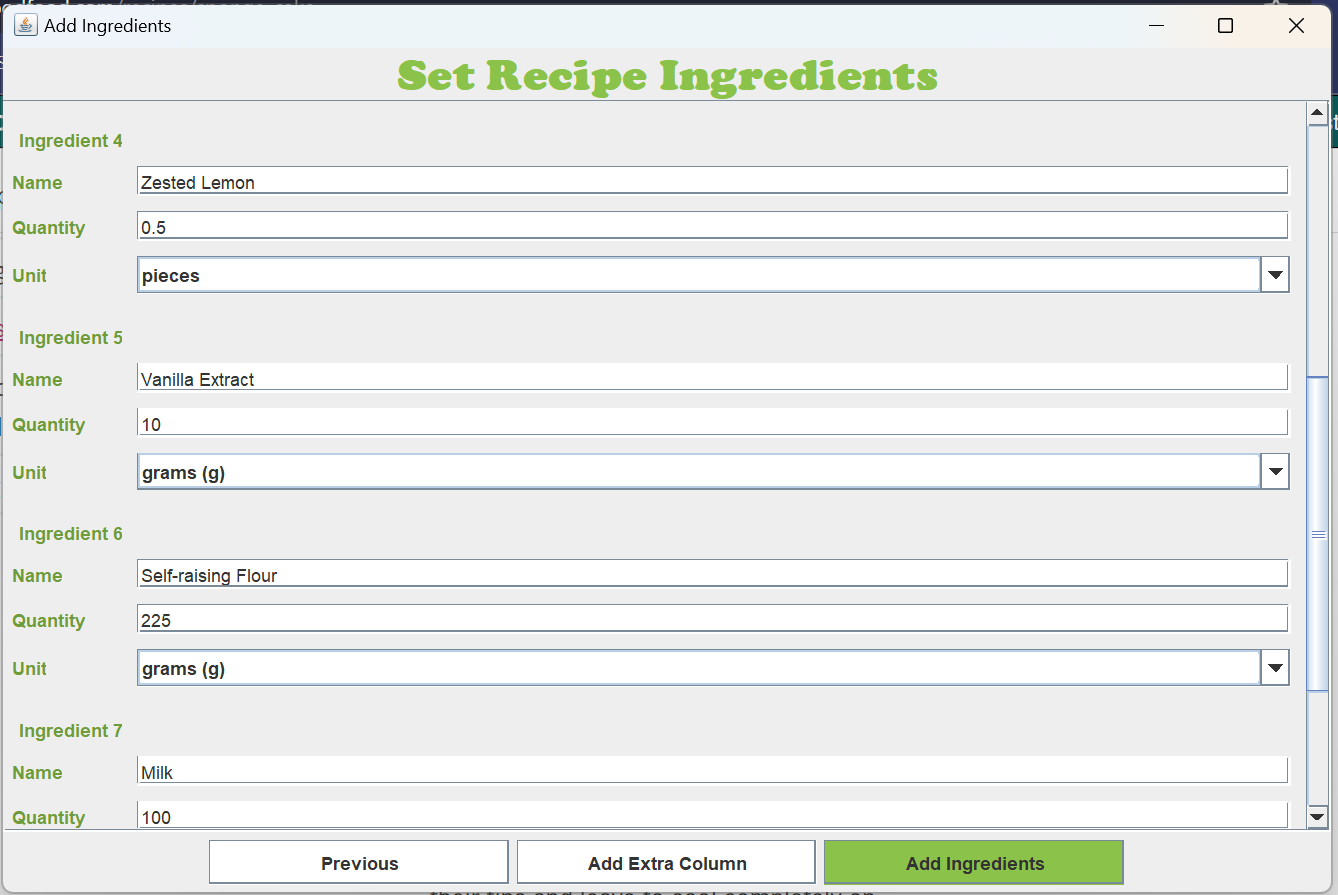 Add Ingredients
Set Recipe Ingredients
Ingredient 4
Name Zested Lemon
Quantity 0.5
Unit pieces
Ingredient 5
Name Vanilla Extract
Quantity 10
Unit grams (g)
Ingredient 6
Name Self-raising Flour
Quantity 225
Unit grams (g)
Ingredient 7
Name Milk
Quantity 100
Previous Add Extra Column Add Ingredients